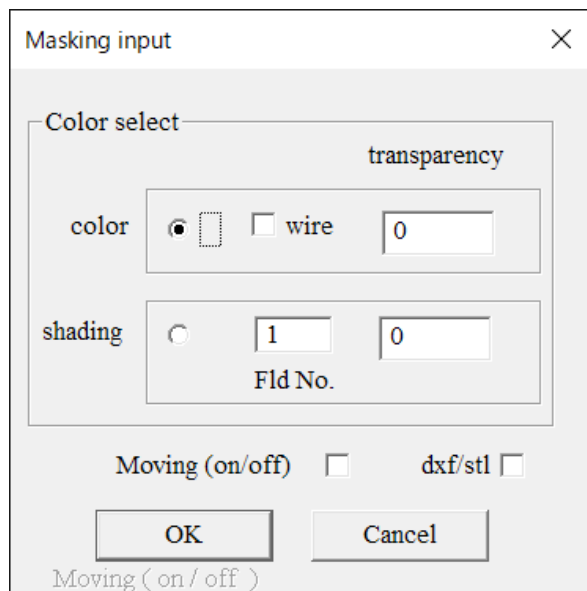 Masking input
Color select
transparency
color wire 0
shading 1 0
Fld No.
Moving (on/off) dxf/stl
OK Cancel
Moving ( on / off )